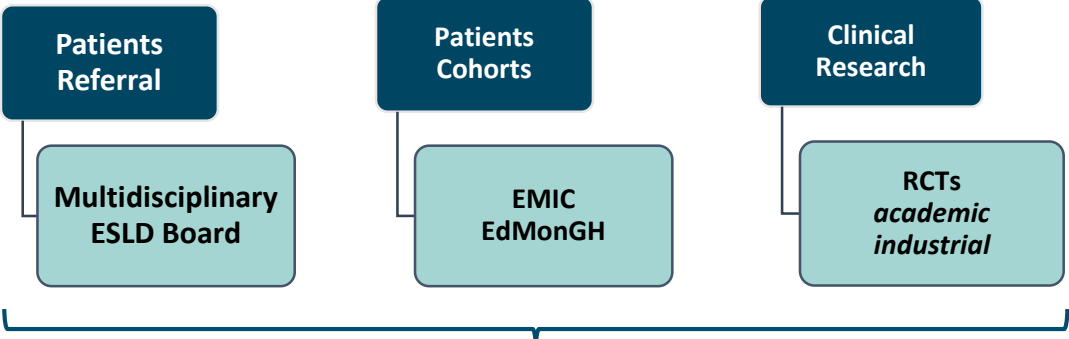 Patients
Referral
Multidisciplinary
ESLD Board
Patients
Cohorts
EMIC
EdMonGH
Clinical
Research
RCTs
academic
industrial